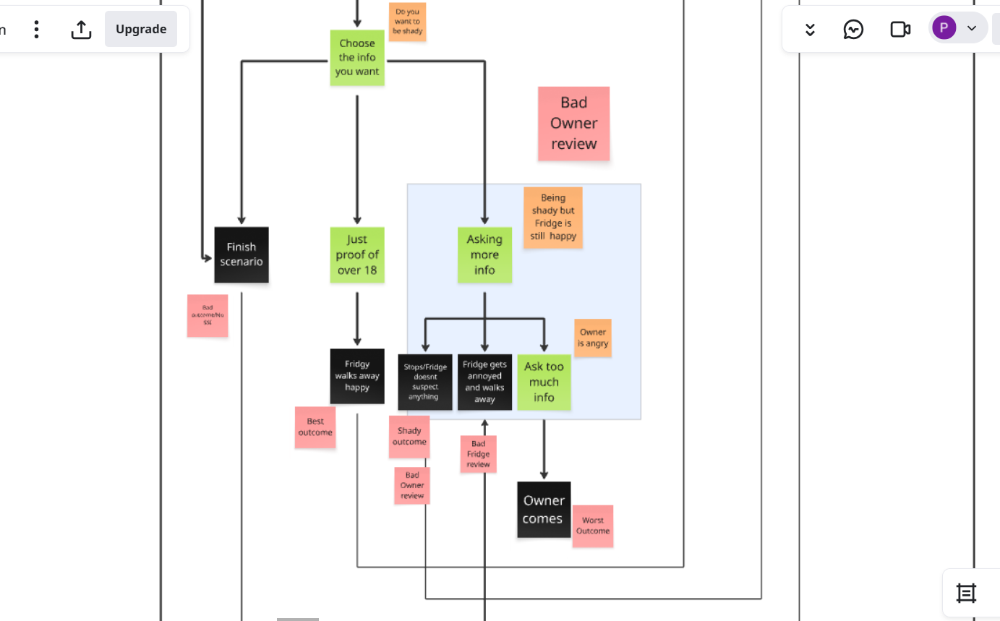 n
Upgrade
P
Do you
want to
be shady
Choose
the info
you want
Bad
Owner
review
Being
shady but
Fridge is
still happy
Finish
scenario
Just
proof of
over 18
Asking
more
info
Bad
outcome/No
Owner
is angry
Fridgy
walks away
happy
Stops/Fridge
doesnt
suspect
anything
Fridge gets
annoyed
and walks
away
Ask too
much
info
Best
outcome
Shady
outcome
Bad
Fridge
review
Bad
Owner
review
Owner
comes
Worst
Outcome